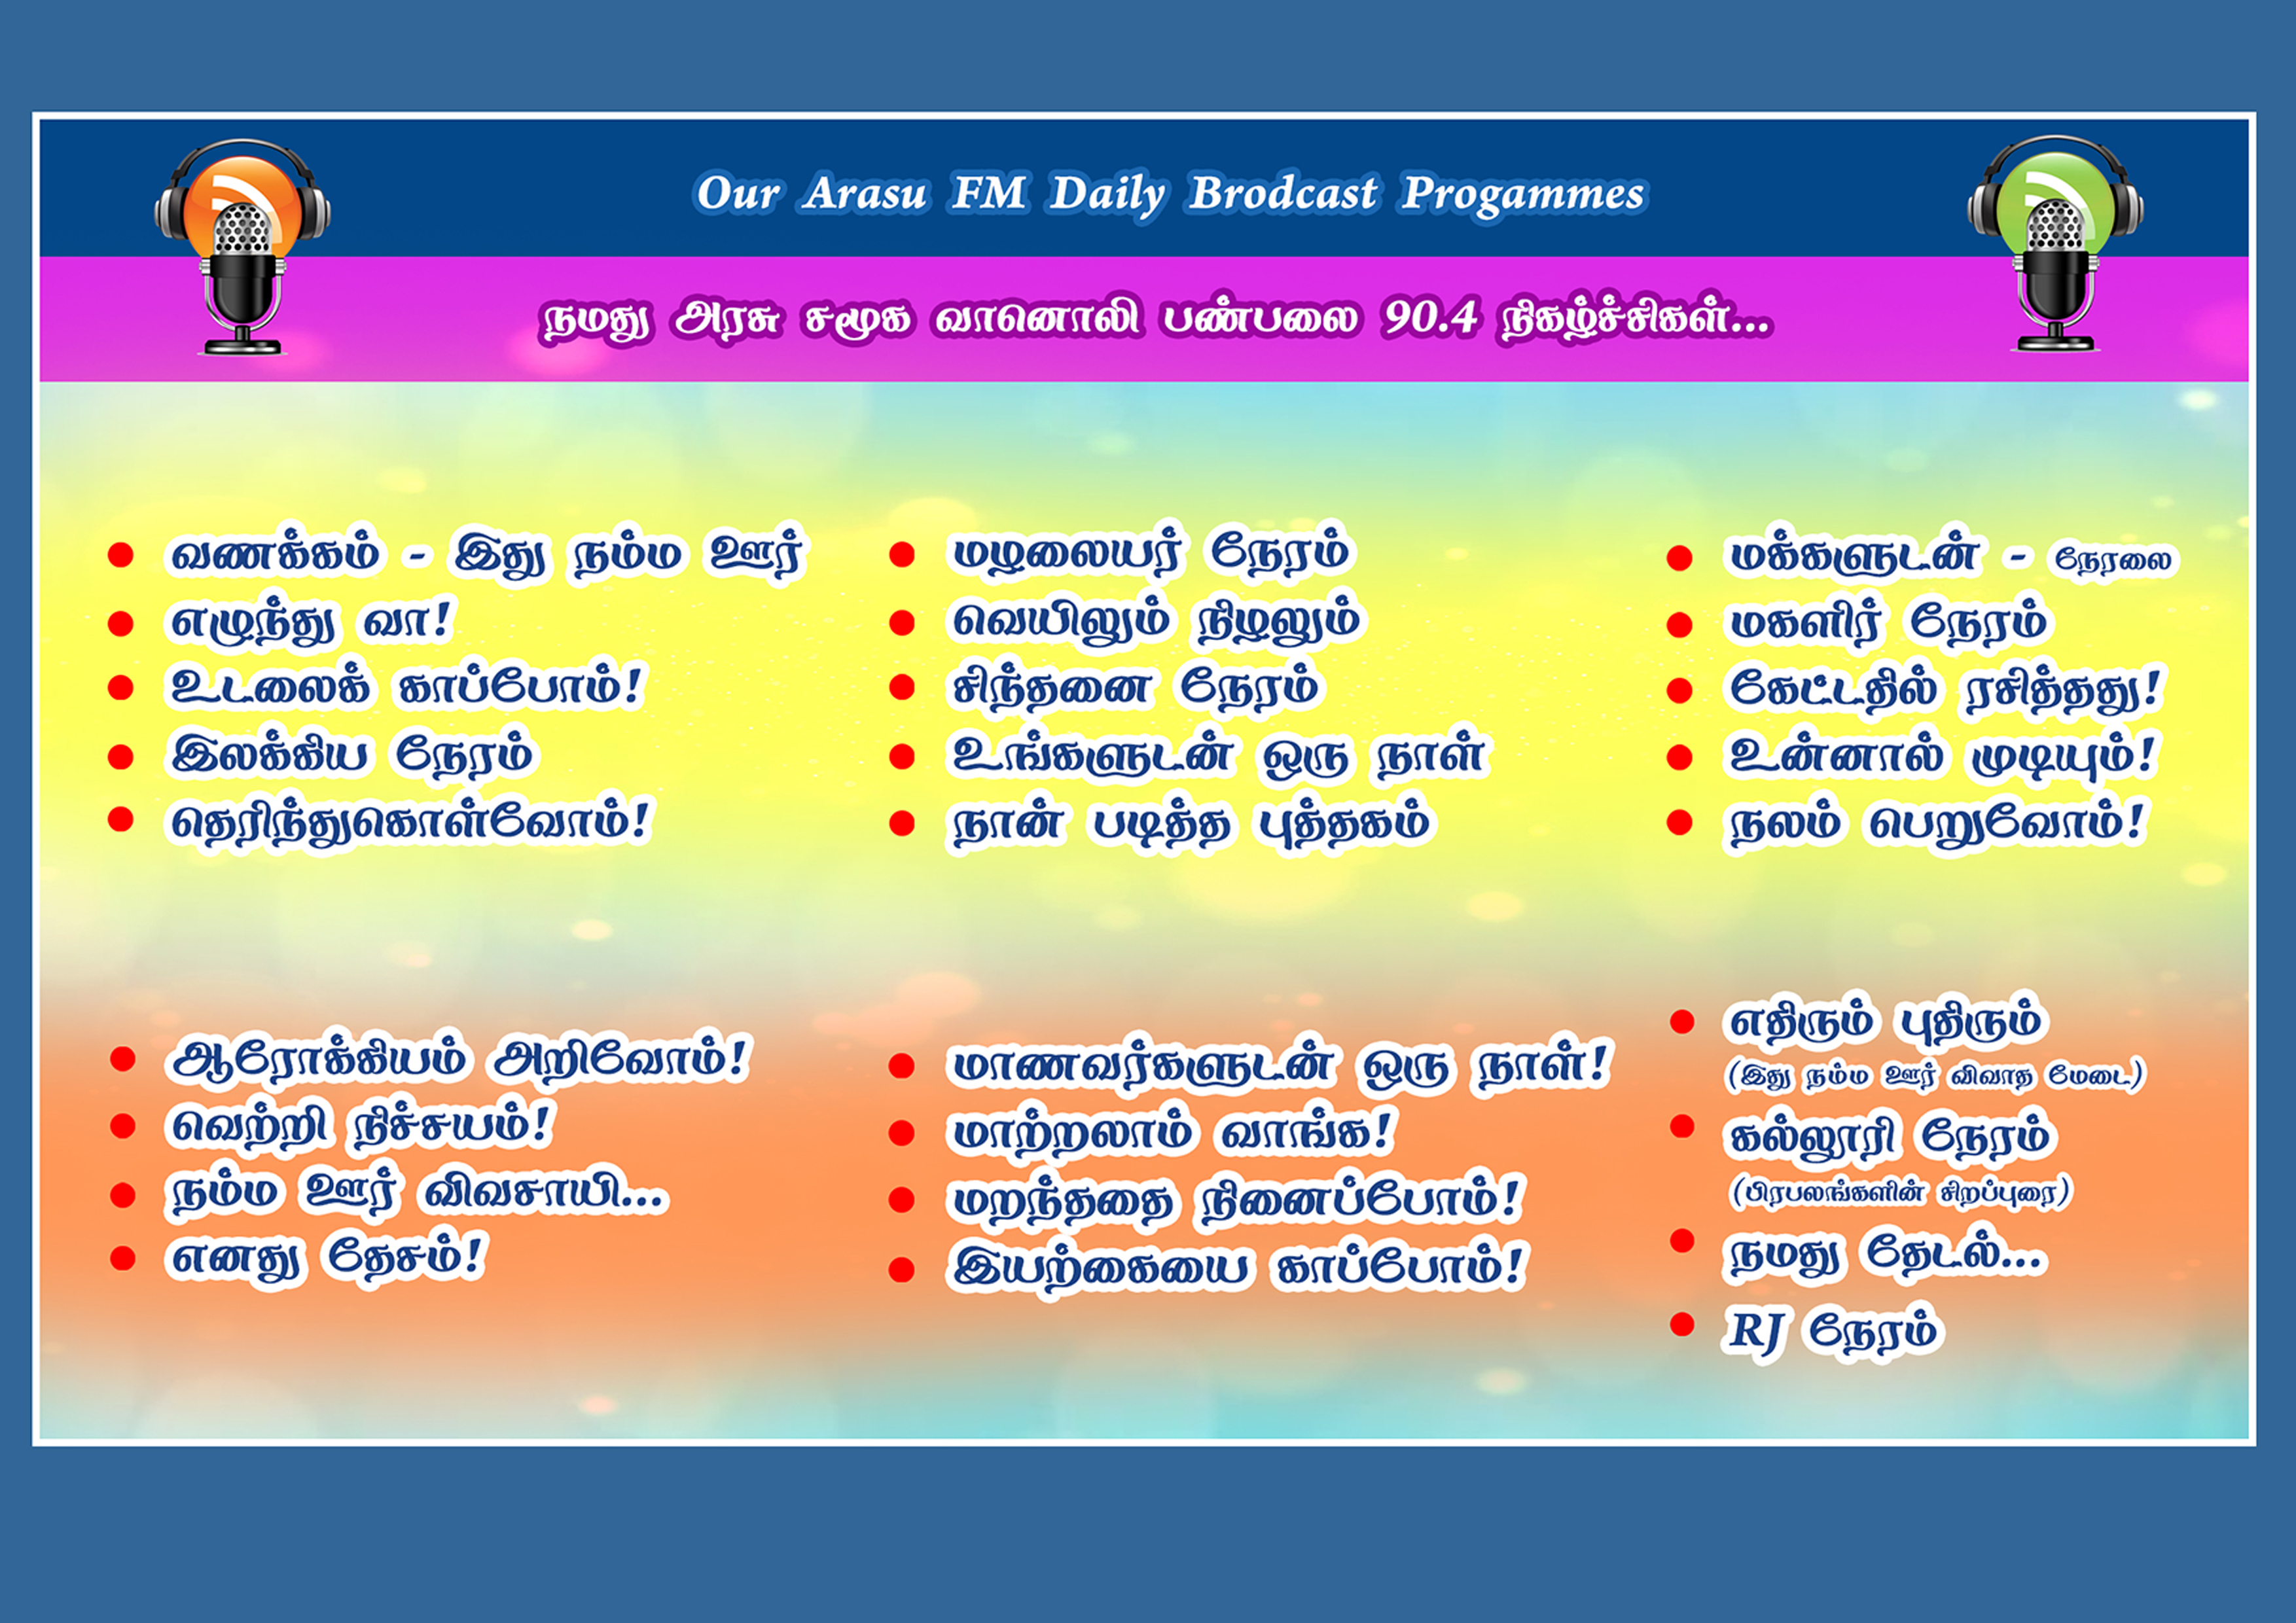 Our Arasu FM Daily Brodcast Progammes
நமது அரசு சமூக வானொலி பண்பலை 90.4 நிகழ்ச்சிகள்...
வணக்கம் - இது நம்ம ஊர்
எழுந்து வா!
உடலைக் காப்போம்!
இலக்கிய நேரம்
தெரிந்துகொள்வோம்!
மழலையர் நேரம்
வெயிலும் நிழலும்
சிந்தனை நேரம்
உங்களுடன் ஒரு நாள்
நான் படித்த புத்தகம்
மக்களுடன் - நேரலை
மகளிர் நேரம்
கேட்டதில் ரசித்தது!
உன்னால் முடியும்!
நலம் பெறுவோம்!
ஆரோக்கியம் அறிவோம்!
வெற்றி நிச்சயம்!
நம்ம ஊர் விவசாயி...
எனது தேசம்!
மாணவர்களுடன் ஒரு நாள்!
மாற்றலாம் வாங்க!
மறந்ததை நினைப்போம்!
இயற்கையை காப்போம்!
எதிரும் புதிரும்
(இது நம்ம ஊர் விவாத மேடை)
கல்லூரி நேரம்
(பிரபலங்களின் சிறப்புரை)
நமது தேடல்...
RJ நேரம்